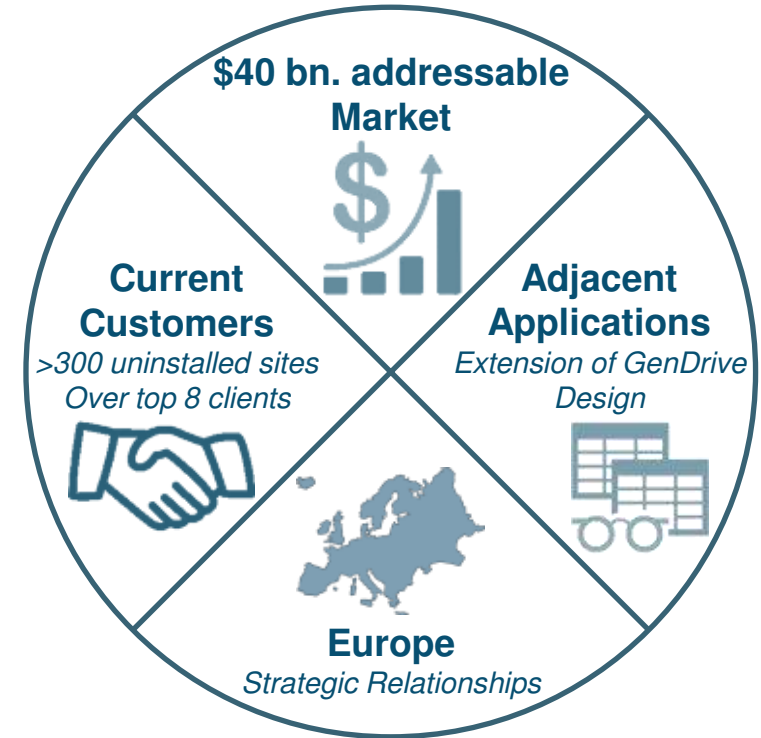 $40 bn. addressable
Market
Current
Customers
>300 uninstalled sites
Over top 8 clients
Adjacent
Applications
Extension of GenDrive
Design
Europe
Strategic Relationships